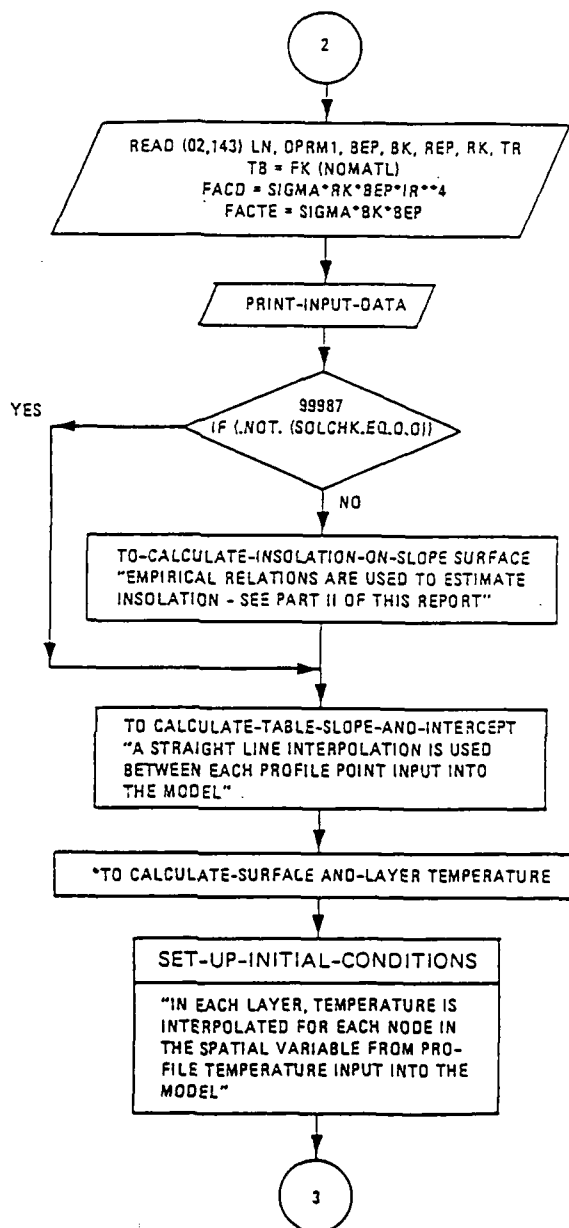 2
READ (02,143) LN, DPRM1, BEP, BK, REP, RK, TR
TB = FK (NOMATL)
FACD = SIGMA*RK*BEP*IR**4
FACTE = SIGMA*BK*BEP
PRINT-INPUT-DATA
99987
IF (.NOT. (SOLCHK.EQ.0.0))
YES
NO
TO-CALCULATE-INSOLATION-ON-SLOPE SURFACE
"EMPIRICAL RELATIONS ARE USED TO ESTIMATE
INSOLATION - SEE PART II OF THIS REPORT"
TO CALCULATE-TABLE-SLOPE-AND-INTERCEPT
"A STRAIGHT LINE INTERPOLATION IS USED
BETWEEN EACH PROFILE POINT INPUT INTO
THE MODEL"
*TO CALCULATE-SURFACE AND-LAYER TEMPERATURE
SET-UP-INITIAL-CONDITIONS
"IN EACH LAYER, TEMPERATURE IS
INTERPOLATED FOR EACH NODE IN
THE SPATIAL VARIABLE FROM PRO-
FILE TEMPERATURE INPUT INTO THE
MODEL"
3